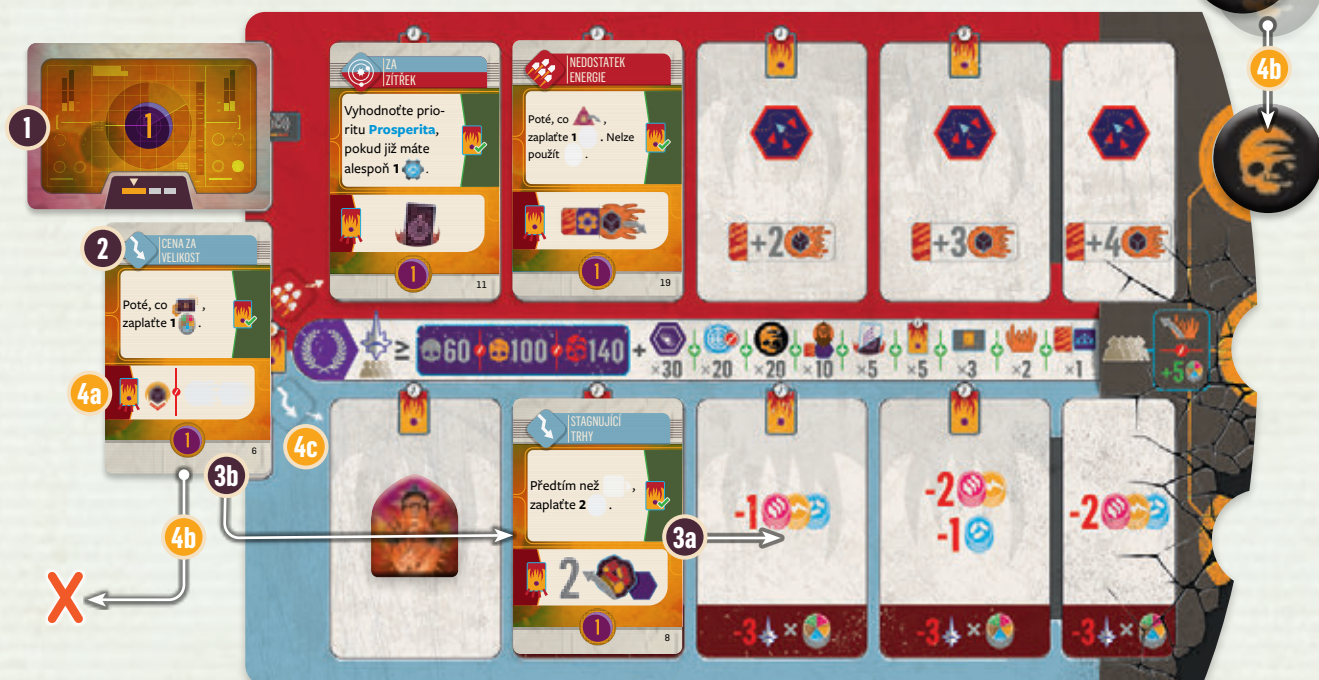 1
1
4b
ZA
ZÍTŘEK
Vyhodnoťte prio-
ritu Prosperita,
pokud již máte
alespoň 1 .
1
11
NEDOSTATEK
ENERGIE
Poté, co ,
zaplaťte 1 . Nelze
použít .
1
19
+2
+3
+4
2
CENA ZA
VELIKOST
Poté, co ,
zaplaťte 1 .
4a
1
6
≥ 60 100 140 + ×30 ×20 ×20 ×10 ×5 ×5 ×3 ×2 ×1
+5
4c
3b
4b
X
STAGNUJÍCÍ
TRHY
Předtím než ,
zaplaťte 2 .
2
1
8
3a
-1
-2
-1
-2
-3 ×
-3 ×
-3 ×